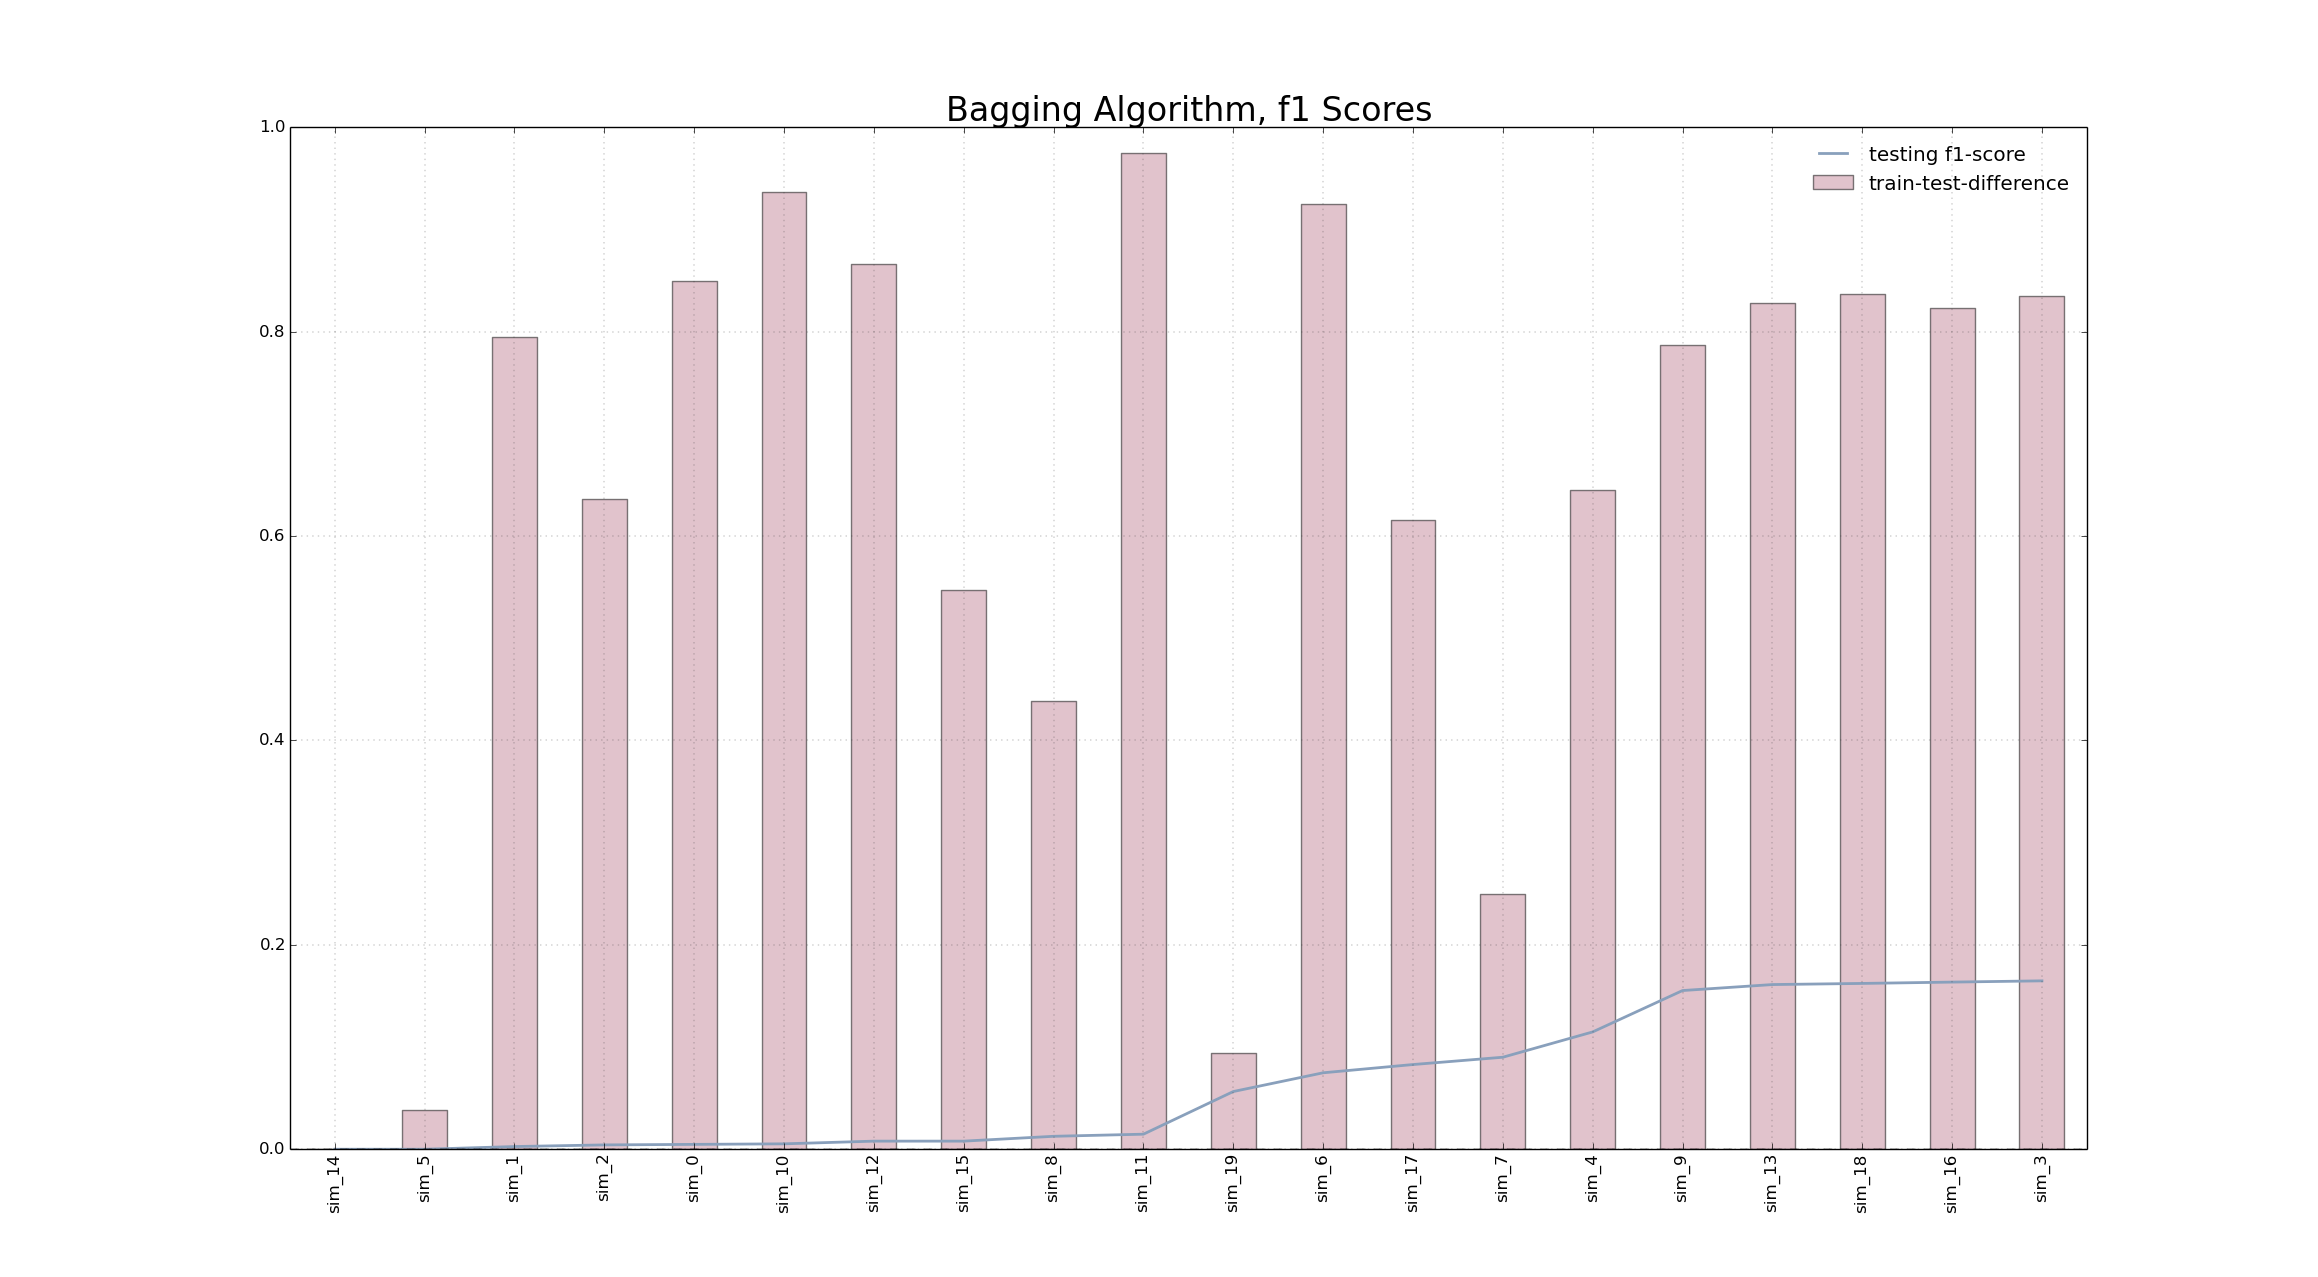 Bagging Algorithm, f1 Scores
testing f1-score
train-test-difference
1.0
0.8
0.6
0.4
0.2
0.0
sim_14
sim_5
sim_1
sim_2
sim_0
sim_10
sim_12
sim_15
sim_8
sim_11
sim_19
sim_6
sim_17
sim_7
sim_4
sim_9
sim_13
sim_18
sim_16
sim_3